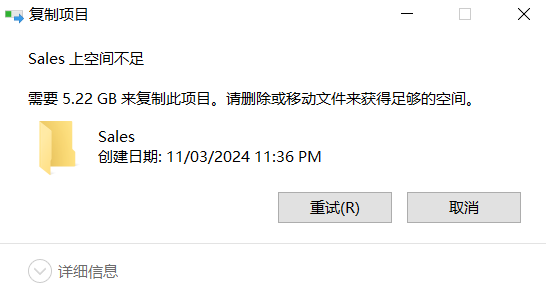 复制项目
Sales 上空间不足
需要 5.22 GB 来复制此项目。请删除或移动文件来获得足够的空间。
Sales
创建日期: 11/03/2024 11:36 PM
重试(R)
取消
详细信息